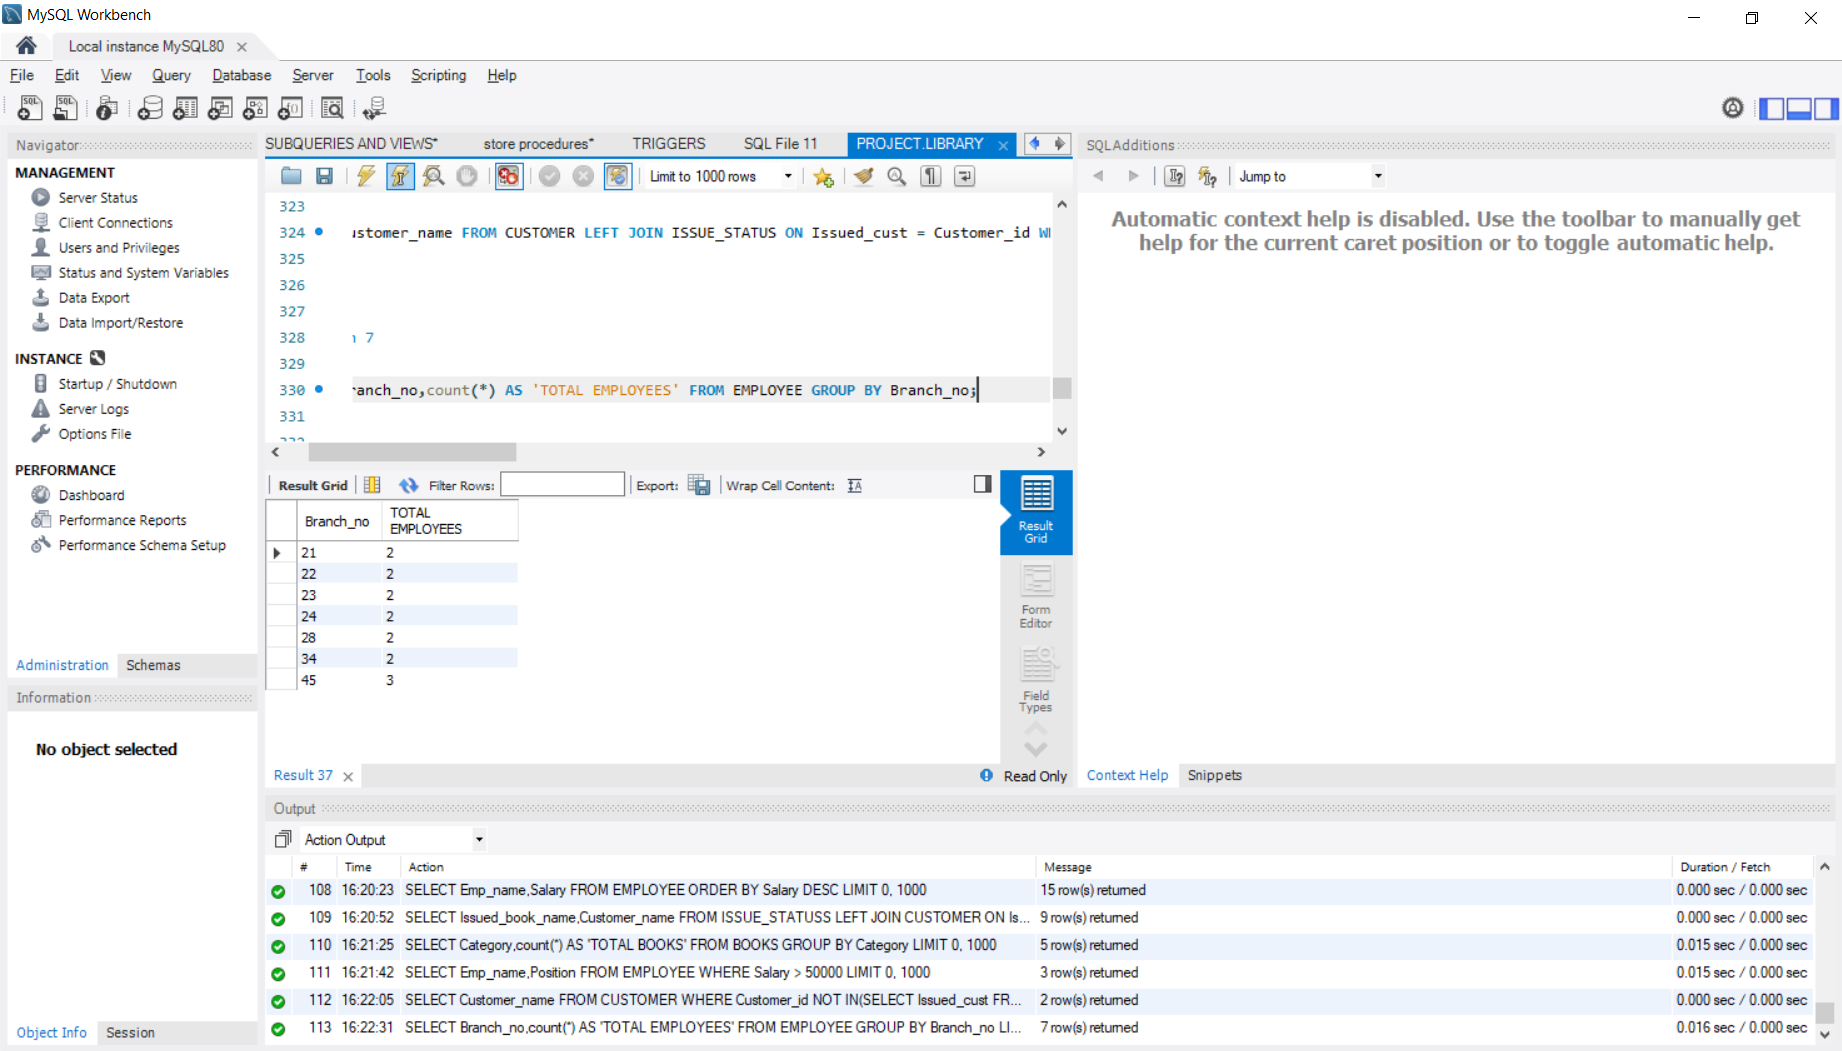 MySQL Workbench
Local instance MySQL80
File Edit View Query Database Server Tools Scripting Help
Navigator
MANAGEMENT
Server Status
Client Connections
Users and Privileges
Status and System Variables
Data Export
Data Import/Restore
INSTANCE
Startup / Shutdown
Server Logs
Options File
PERFORMANCE
Dashboard
Performance Reports
Performance Schema Setup
Administration Schemas
Information
No object selected
Object Info Session
SUBQUERIES AND VIEWS* store procedures* TRIGGERS SQL File 11 PROJECT.LIBRARY
Limit to 1000 rows
323
324 ustomer_name FROM CUSTOMER LEFT JOIN ISSUE_STATUS ON Issued_cust = Customer_id WH
325
326
327
328 n 7
329
330 ranch_no,count(*) AS 'TOTAL EMPLOYEES' FROM EMPLOYEE GROUP BY Branch_no;
331
332
Result Grid Filter Rows: Export: Wrap Cell Content:
Branch_no TOTAL EMPLOYEES
21 2
22 2
23 2
24 2
28 2
34 2
45 3
Result Grid
Form Editor
Field Types
Result 37 Read Only
SQLAdditions
Jump to
Automatic context help is disabled. Use the toolbar to manually get
help for the current caret position or to toggle automatic help.
Context Help Snippets
Output
Action Output
# Time Action Message Duration / Fetch
108 16:20:23 SELECT Emp_name,Salary FROM EMPLOYEE ORDER BY Salary DESC LIMIT 0, 1000 15 row(s) returned 0.000 sec / 0.000 sec
109 16:20:52 SELECT Issued_book_name,Customer_name FROM ISSUE_STATUSS LEFT JOIN CUSTOMER ON Is... 9 row(s) returned 0.000 sec / 0.000 sec
110 16:21:25 SELECT Category,count(*) AS 'TOTAL BOOKS' FROM BOOKS GROUP BY Category LIMIT 0, 1000 5 row(s) returned 0.015 sec / 0.000 sec
111 16:21:42 SELECT Emp_name,Position FROM EMPLOYEE WHERE Salary > 50000 LIMIT 0, 1000 3 row(s) returned 0.015 sec / 0.000 sec
112 16:22:05 SELECT Customer_name FROM CUSTOMER WHERE Customer_id NOT IN(SELECT Issued_cust FR... 2 row(s) returned 0.000 sec / 0.000 sec
113 16:22:31 SELECT Branch_no,count(*) AS 'TOTAL EMPLOYEES' FROM EMPLOYEE GROUP BY Branch_no LI... 7 row(s) returned 0.016 sec / 0.000 sec